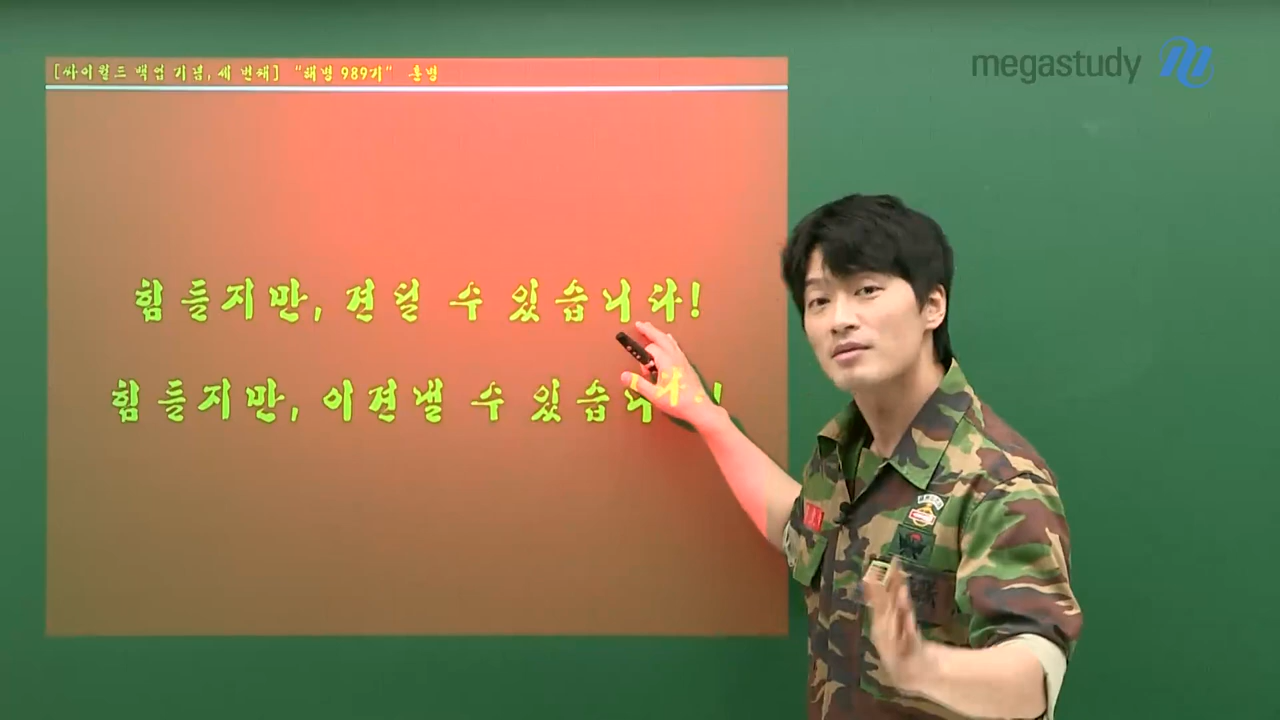 megastudy
[싸이월드 백업 기념, 세 번째] "해병 989기" 홍병
힘들지만, 견딜 수 있습니다!
힘들지만, 이겨낼 수 있습니다!